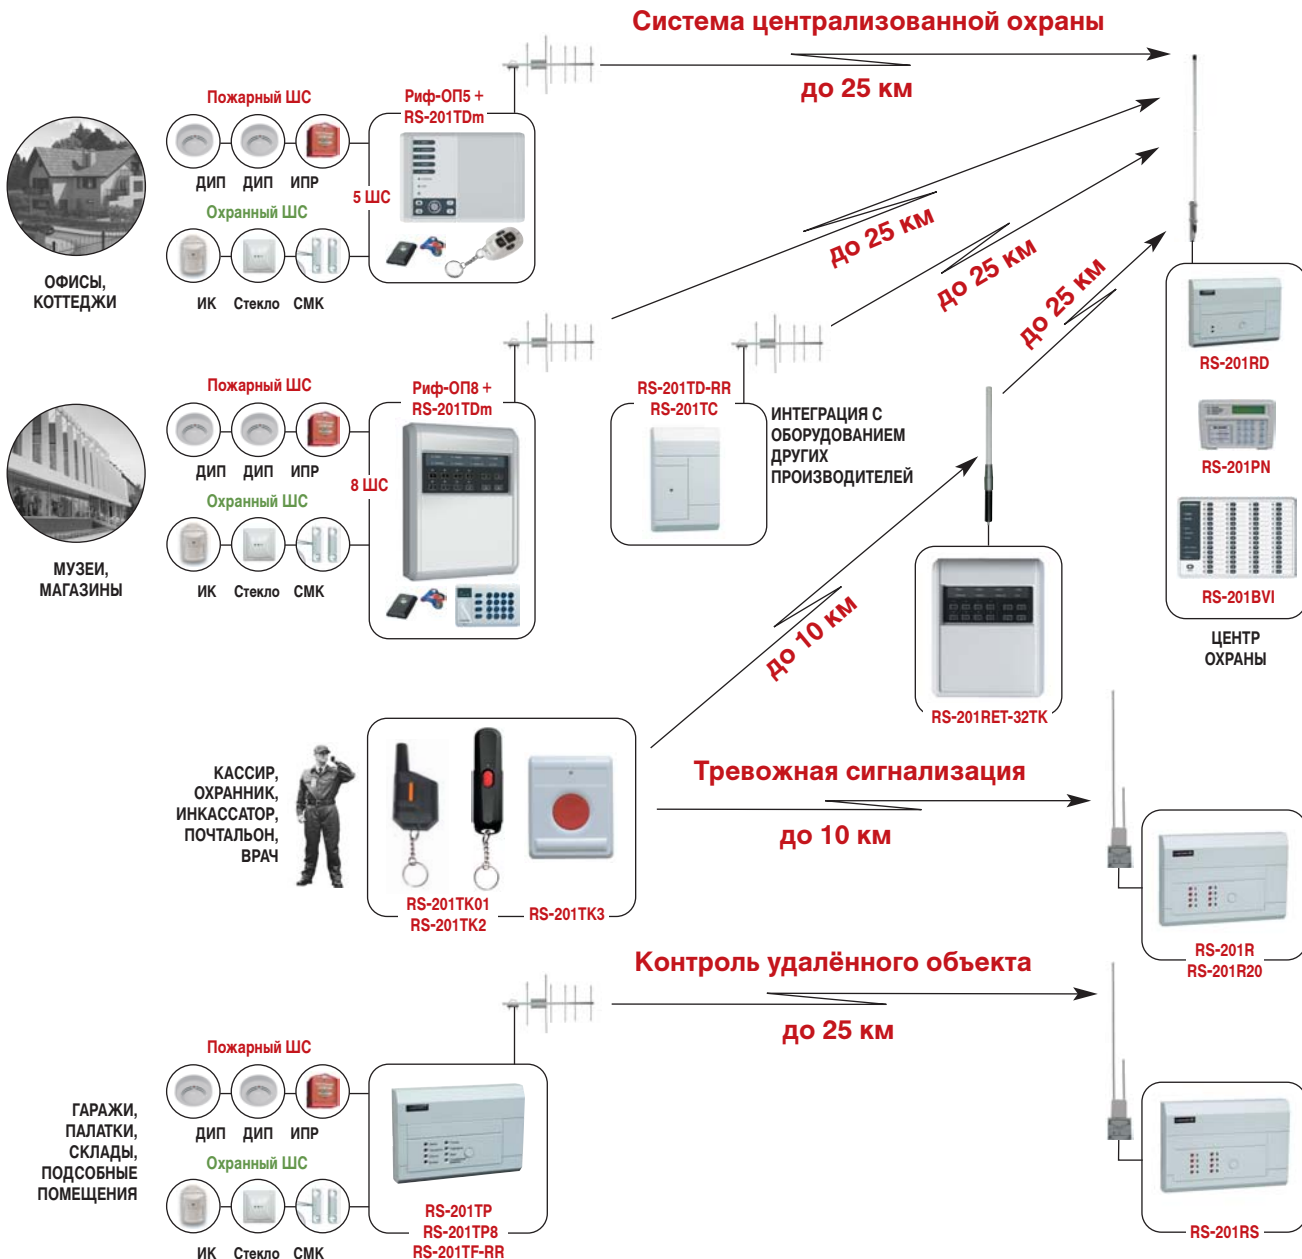 Система централизованной охраны
до 25 км
Пожарный ШС
Риф-ОП5 +
RS-201TDm
ДИП ДИП ИПР
5 ШС
Охранный ШС
ИК Стекло СМК
ОФИСЫ,
КОТТЕДЖИ
до 25 км
до 25 км
до 25 км
RS-201RD
RS-201PN
RS-201BVI
ЦЕНТР
ОХРАНЫ
Пожарный ШС
Риф-ОП8 +
RS-201TDm
ДИП ДИП ИПР
8 ШС
Охранный ШС
ИК Стекло СМК
МУЗЕИ,
МАГАЗИНЫ
RS-201TD-RR
RS-201TC
ИНТЕГРАЦИЯ С
ОБОРУДОВАНИЕМ
ДРУГИХ
ПРОИЗВОДИТЕЛЕЙ
до 10 км
RS-201RET-32TK
КАССИР,
ОХРАННИК,
ИНКАССАТОР,
ПОЧТАЛЬОН,
ВРАЧ
RS-201TK01
RS-201TK2
RS-201TK3
Тревожная сигнализация
до 10 км
RS-201R
RS-201R20
Контроль удалённого объекта
до 25 км
Пожарный ШС
ДИП ДИП ИПР
Охранный ШС
ИК Стекло СМК
ГАРАЖИ,
ПАЛАТКИ,
СКЛАДЫ,
ПОДСОБНЫЕ
ПОМЕЩЕНИЯ
RS-201TP
RS-201TP8
RS-201TF-RR
RS-201RS